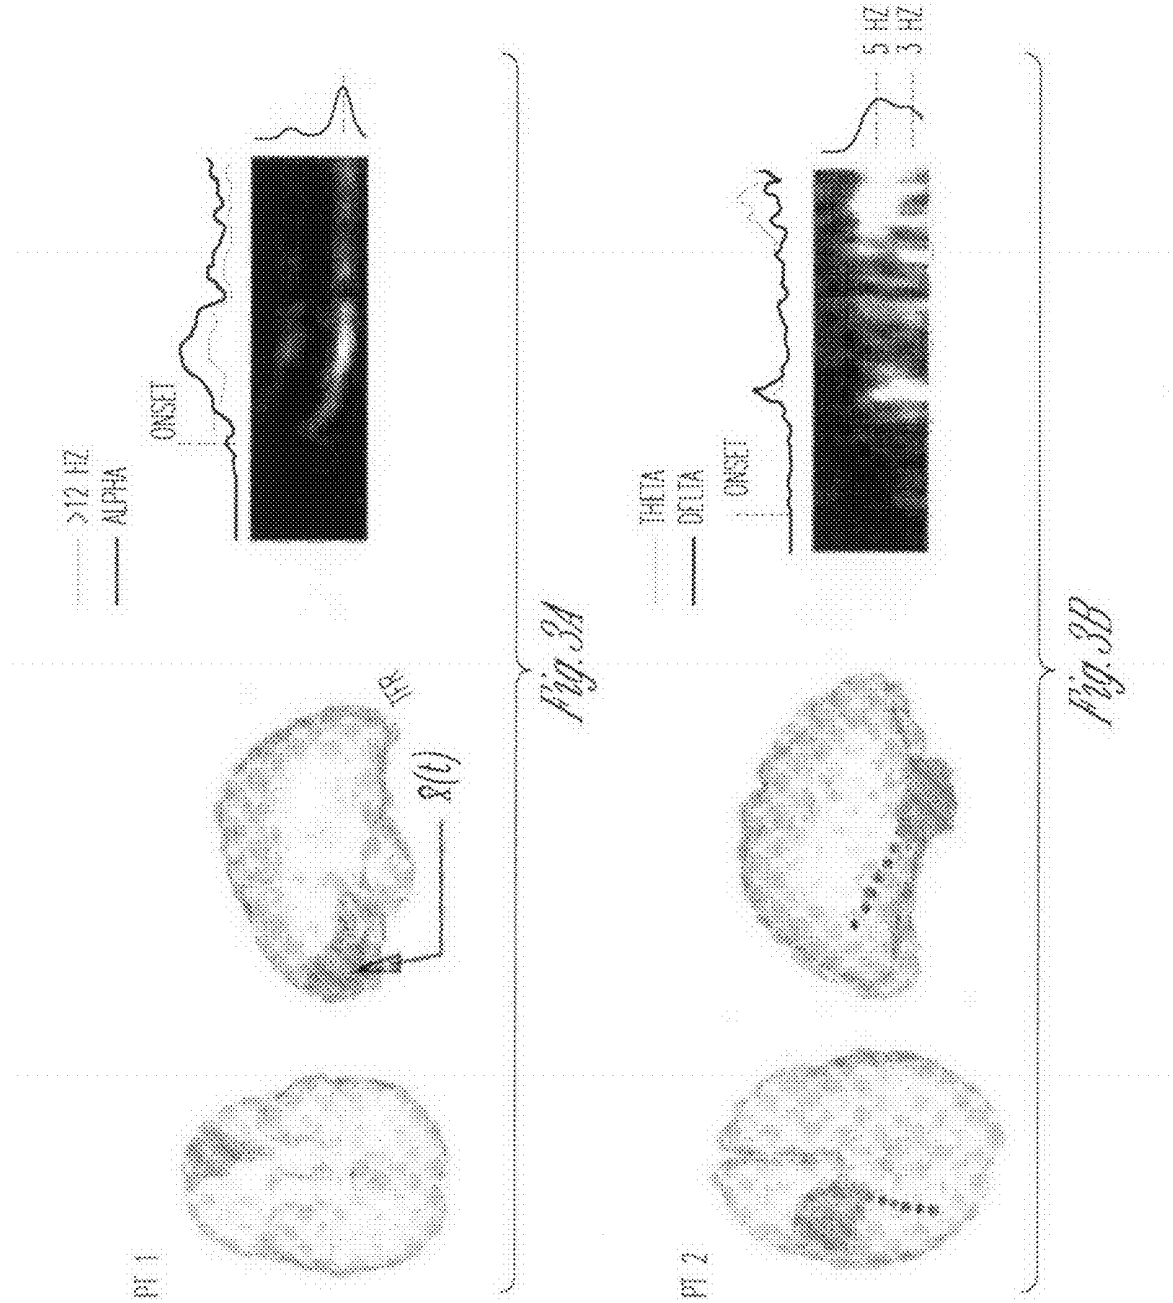 PT 1
>12 HZ
ALPHA
ONSET
TFR
x̂(t)
Fig. 3A
PT 2
THETA
DELTA
ONSET
5 HZ
3 HZ
Fig. 3B